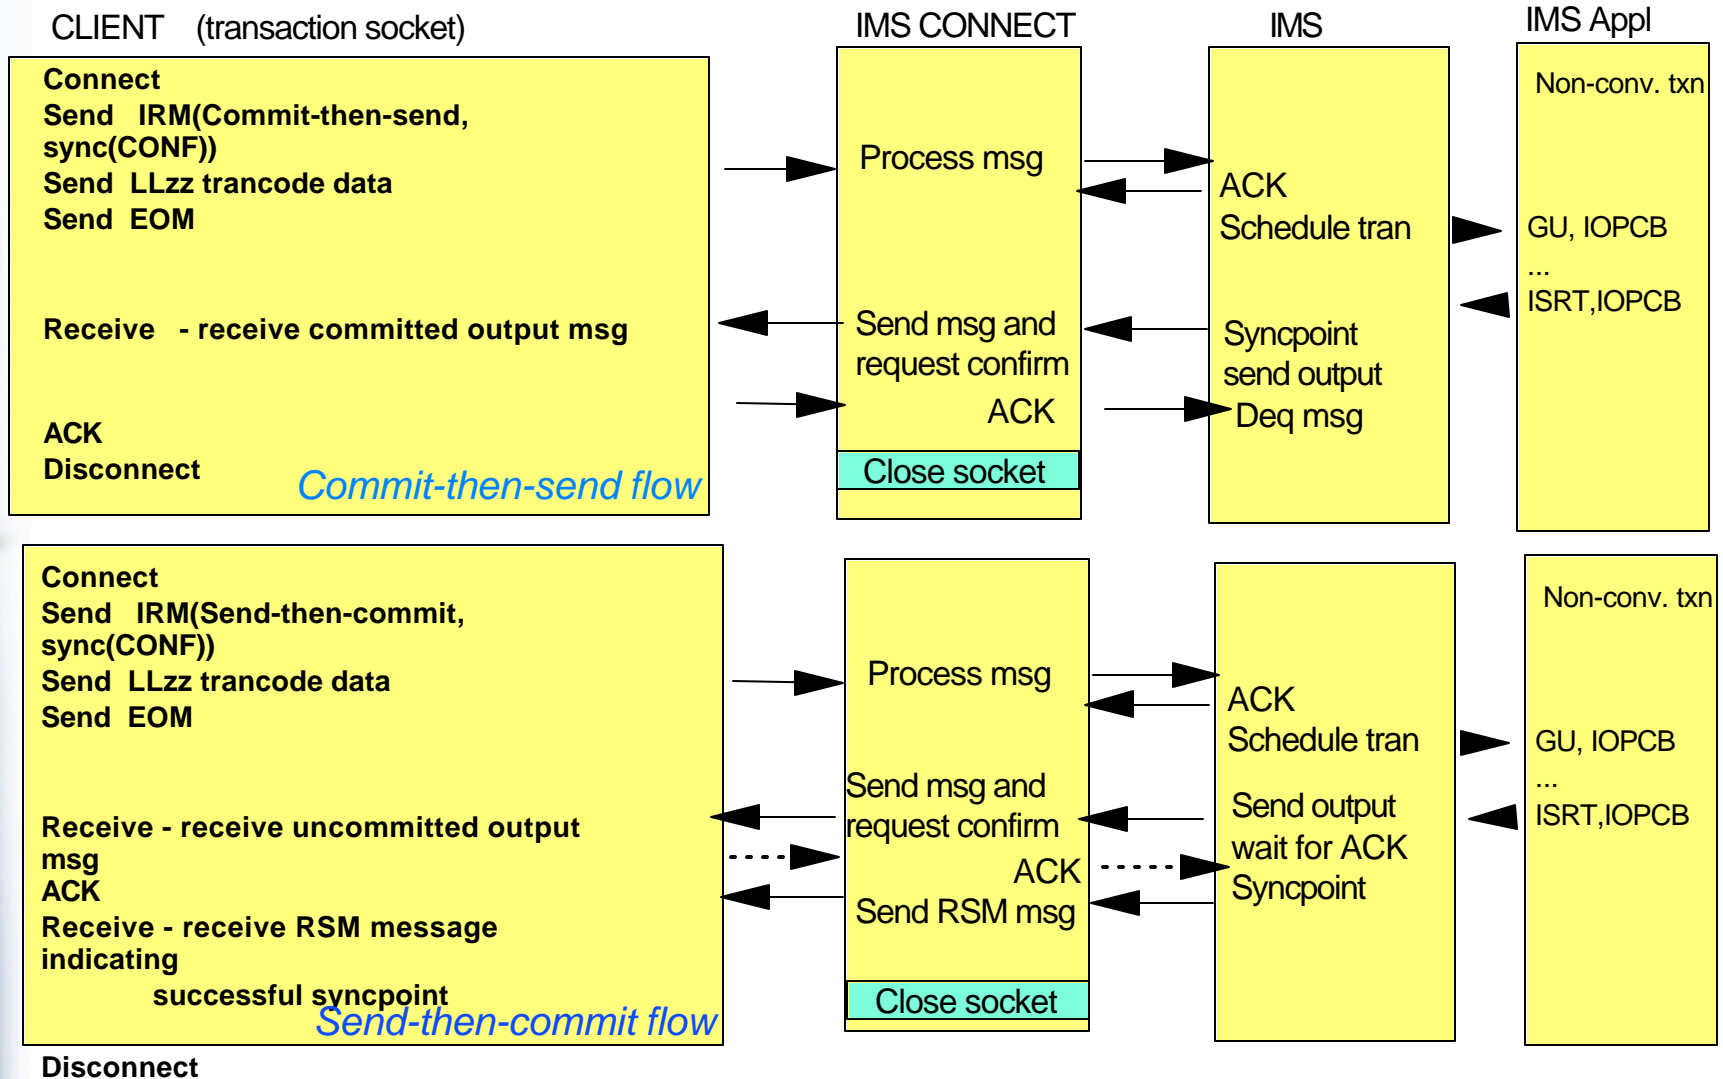 CLIENT (transaction socket)
IMS CONNECT
IMS
IMS Appl
Connect
Send IRM(Commit-then-send,
sync(CONF))
Send LLzz trancode data
Send EOM
Receive - receive committed output msg
ACK
Disconnect
Commit-then-send flow
Process msg
Send msg and
request confirm
ACK
Close socket
ACK
Schedule tran
Syncpoint
send output
Deq msg
Non-conv. txn
GU, IOPCB
...
ISRT,IOPCB
Connect
Send IRM(Send-then-commit,
sync(CONF))
Send LLzz trancode data
Send EOM
Receive - receive uncommitted output
msg
ACK
Receive - receive RSM message
indicating
successful syncpoint
Send-then-commit flow
Disconnect
Process msg
Send msg and
request confirm
ACK
Send RSM msg
Close socket
ACK
Schedule tran
Send output
wait for ACK
Syncpoint
Non-conv. txn
GU, IOPCB
...
ISRT,IOPCB